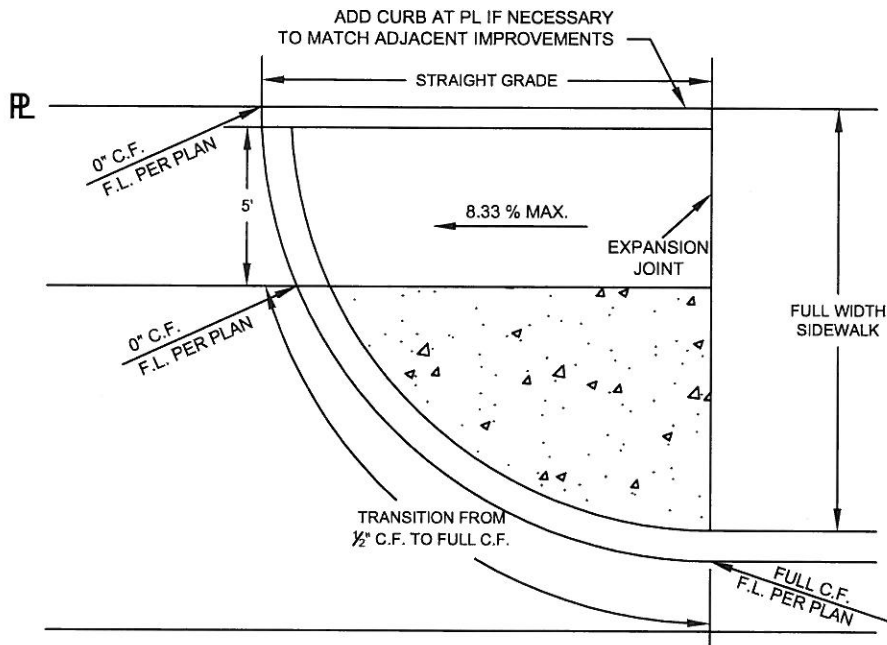 ADD CURB AT PL IF NECESSARY
TO MATCH ADJACENT IMPROVEMENTS
STRAIGHT GRADE
PL
0" C.F.
F.L. PER PLAN
5'
8.33 % MAX.
EXPANSION
JOINT
FULL WIDTH
SIDEWALK
0" C.F.
F.L. PER PLAN
TRANSITION FROM
½" C.F. TO FULL C.F.
FULL C.F.
F.L. PER PLAN